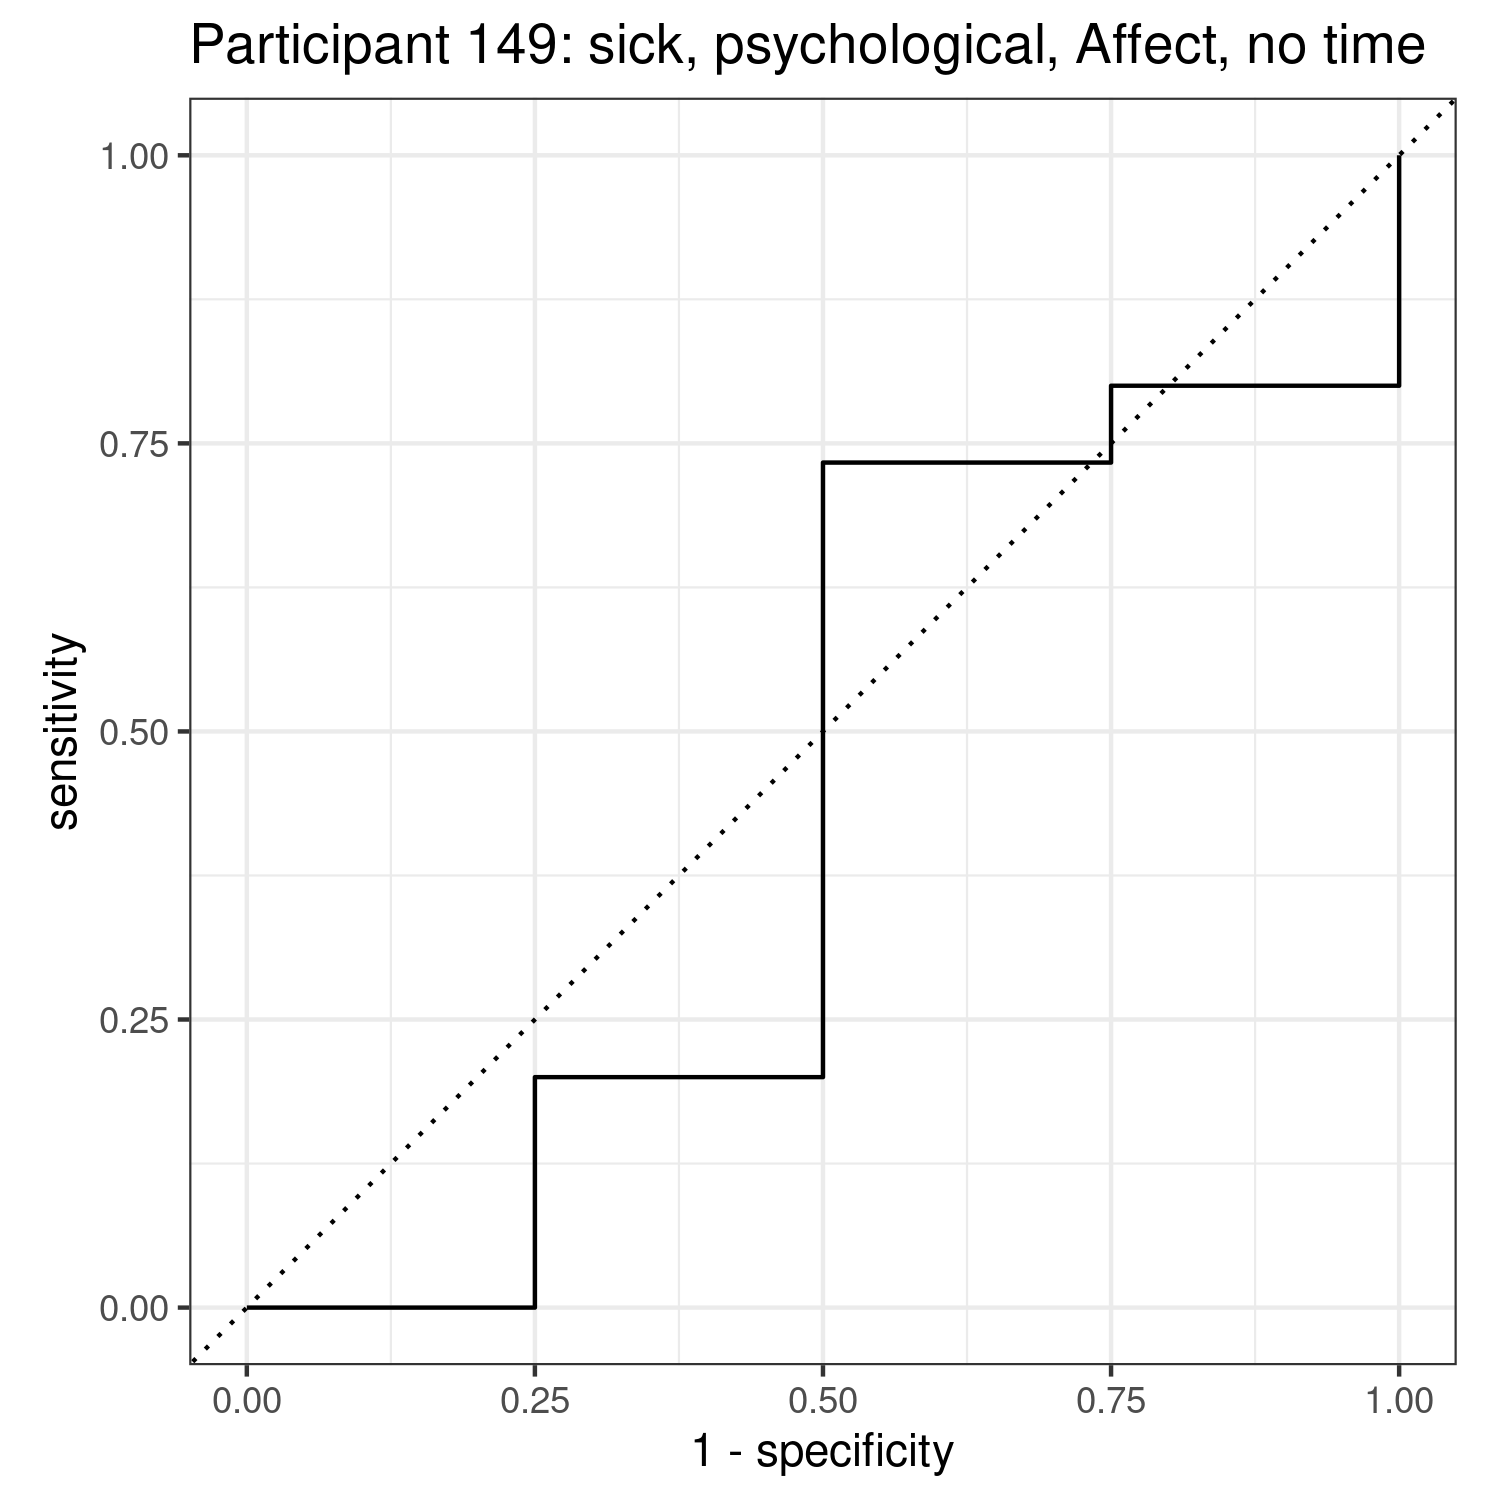 Participant 149: sick, psychological, Affect, no time
sensitivity
1.00
0.75
0.50
0.25
0.00
0.00 0.25 0.50 0.75 1.00
1 - specificity